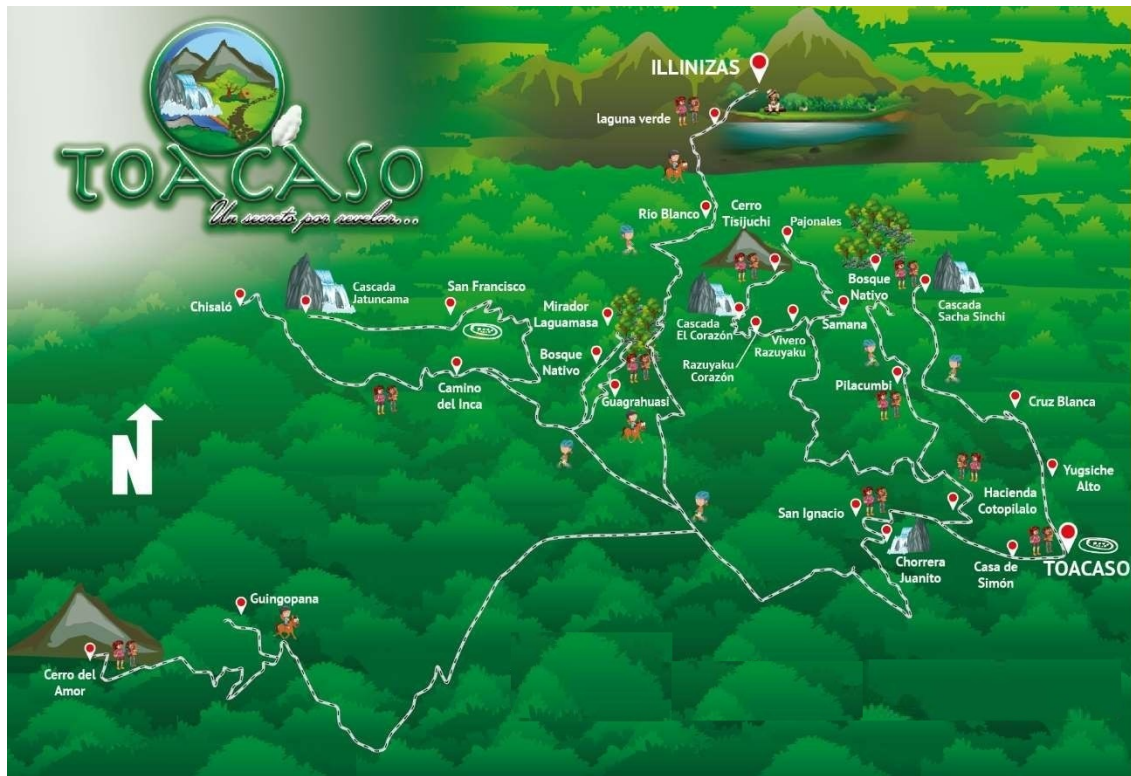 TOACASO
Un secreto por revelar...
ILLINIZAS
laguna verde
Río Blanco
Cerro
Tisijuchi
Pajonales
Bosque
Nativo
Cascada
Sacha Sinchi
Chisaló
Cascada
Jatuncama
San Francisco
Mirador
Laguamasa
Bosque
Nativo
Cascada
El Corazón
Razuyaku
Corazón
Vivero
Razuyaku
Samana
Camino
del Inca
Guagrahuasi
Pilacumbi
Cruz Blanca
N
Yugsiche
Alto
Hacienda
Cotopilalo
San Ignacio
Chorrera
Juanito
Casa de
Simón
TOACASO
Guingopana
Cerro del
Amor